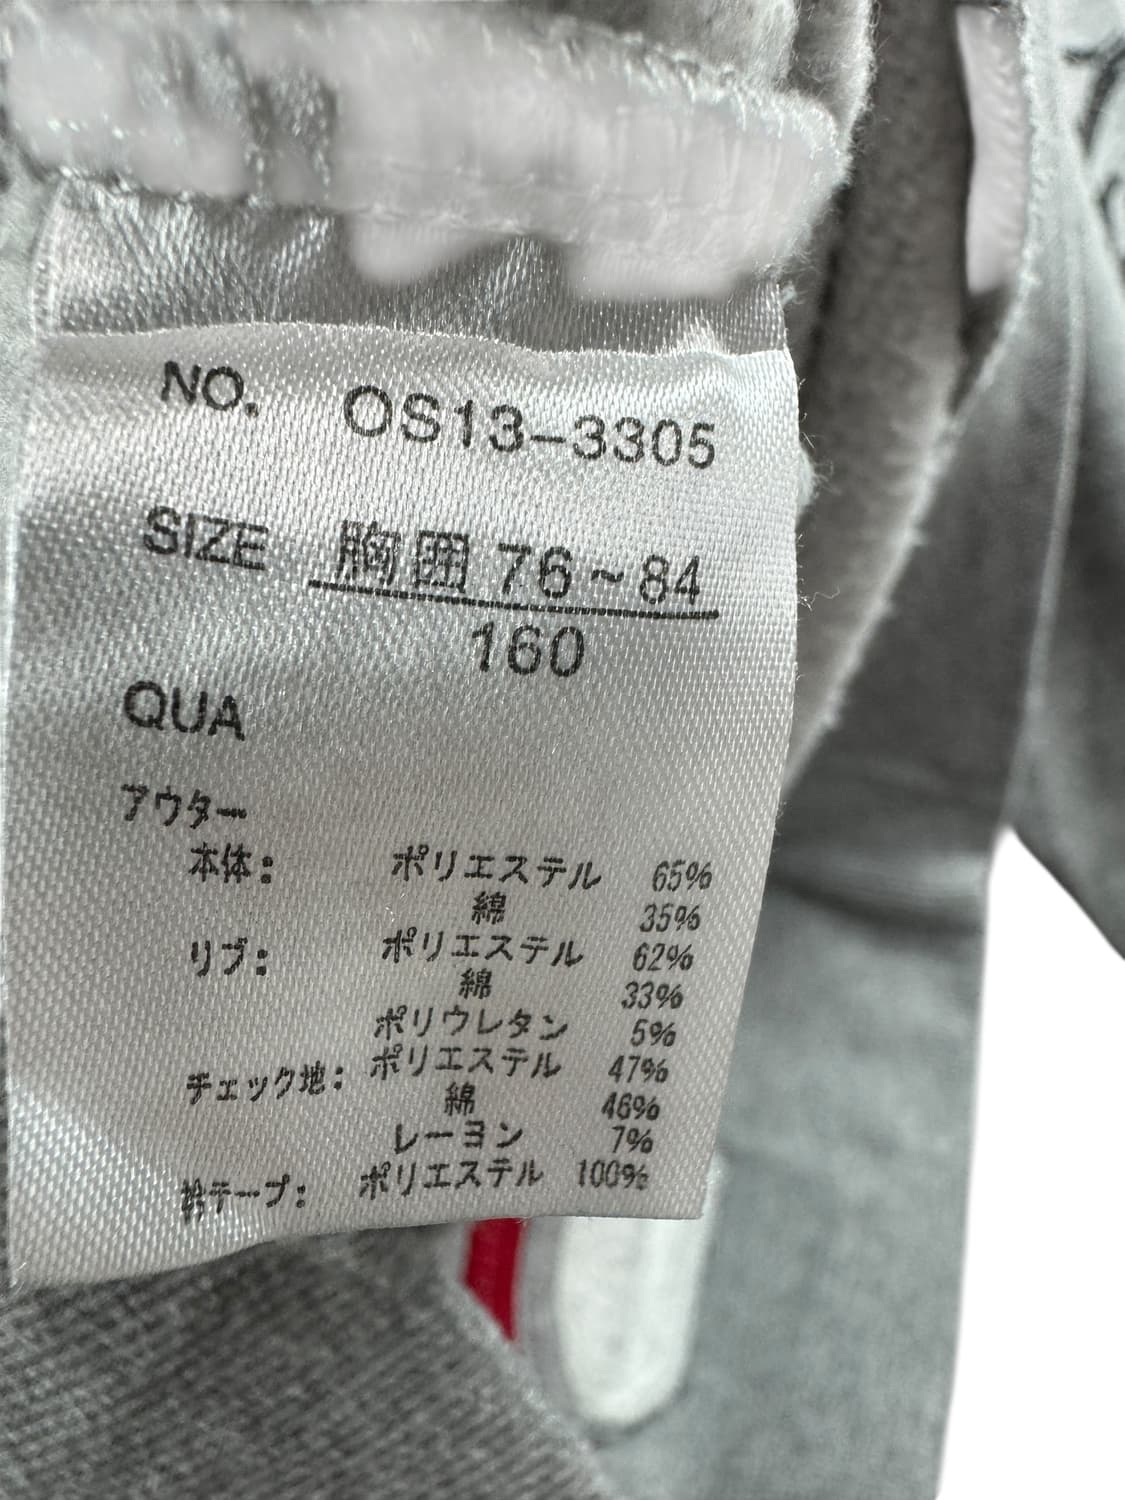 NO. OS13-3305
SIZE 胸囲 76~84
160
QUA
アウター
本体: ポリエステル 65%
綿 35%
リブ: ポリエステル 62%
綿 33%
ポリウレタン 5%
チェック地: ポリエステル 47%
綿 46%
レーヨン 7%
衿テープ: ポリエステル 100%